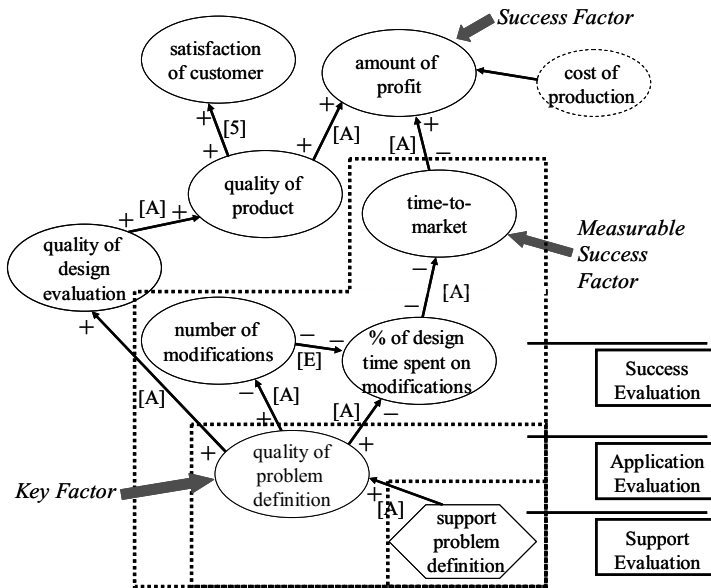 Success Factor
satisfaction
of customer
amount of
profit
cost of
production
+
[5]
+
+
[A]
+
+
[A]
−
quality of
product
time-to-
market
[A]
+
+
quality of
design
evaluation
Measurable
Success
Factor
−
[A]
−
number of
modifications
−
−
[E]
% of design
time spent on
modifications
+
[A]
−
[A]
+
[A]
−
+
+
Success
Evaluation
quality of
problem
definition
Key Factor
+
[A]
support
problem
definition
Application
Evaluation
Support
Evaluation